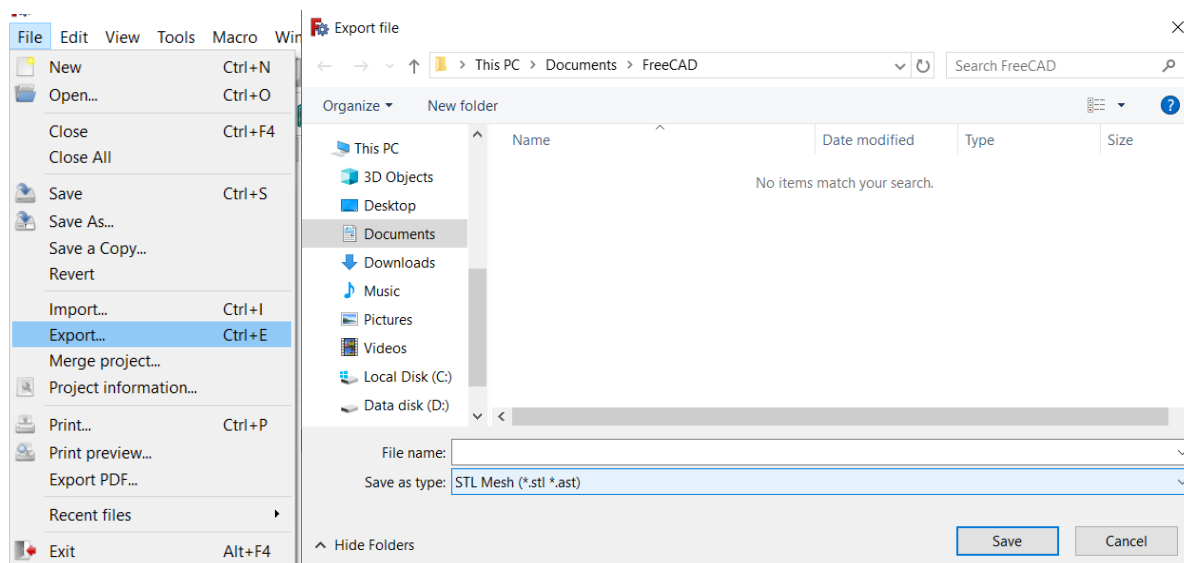 File Edit View Tools Macro Win
New Ctrl+N
Open... Ctrl+O
Close Ctrl+F4
Close All
Save Ctrl+S
Save As...
Save a Copy...
Revert
Import... Ctrl+I
Export... Ctrl+E
Merge project...
Project information...
Print... Ctrl+P
Print preview...
Export PDF...
Recent files
Exit Alt+F4
Export file
This PC > Documents > FreeCAD
Search FreeCAD
Organize
New folder
This PC
3D Objects
Desktop
Documents
Downloads
Music
Pictures
Videos
Local Disk (C:)
Data disk (D:)
Name Date modified Type Size
No items match your search.
File name:
Save as type: STL Mesh (*.stl *.ast)
Hide Folders
Save
Cancel